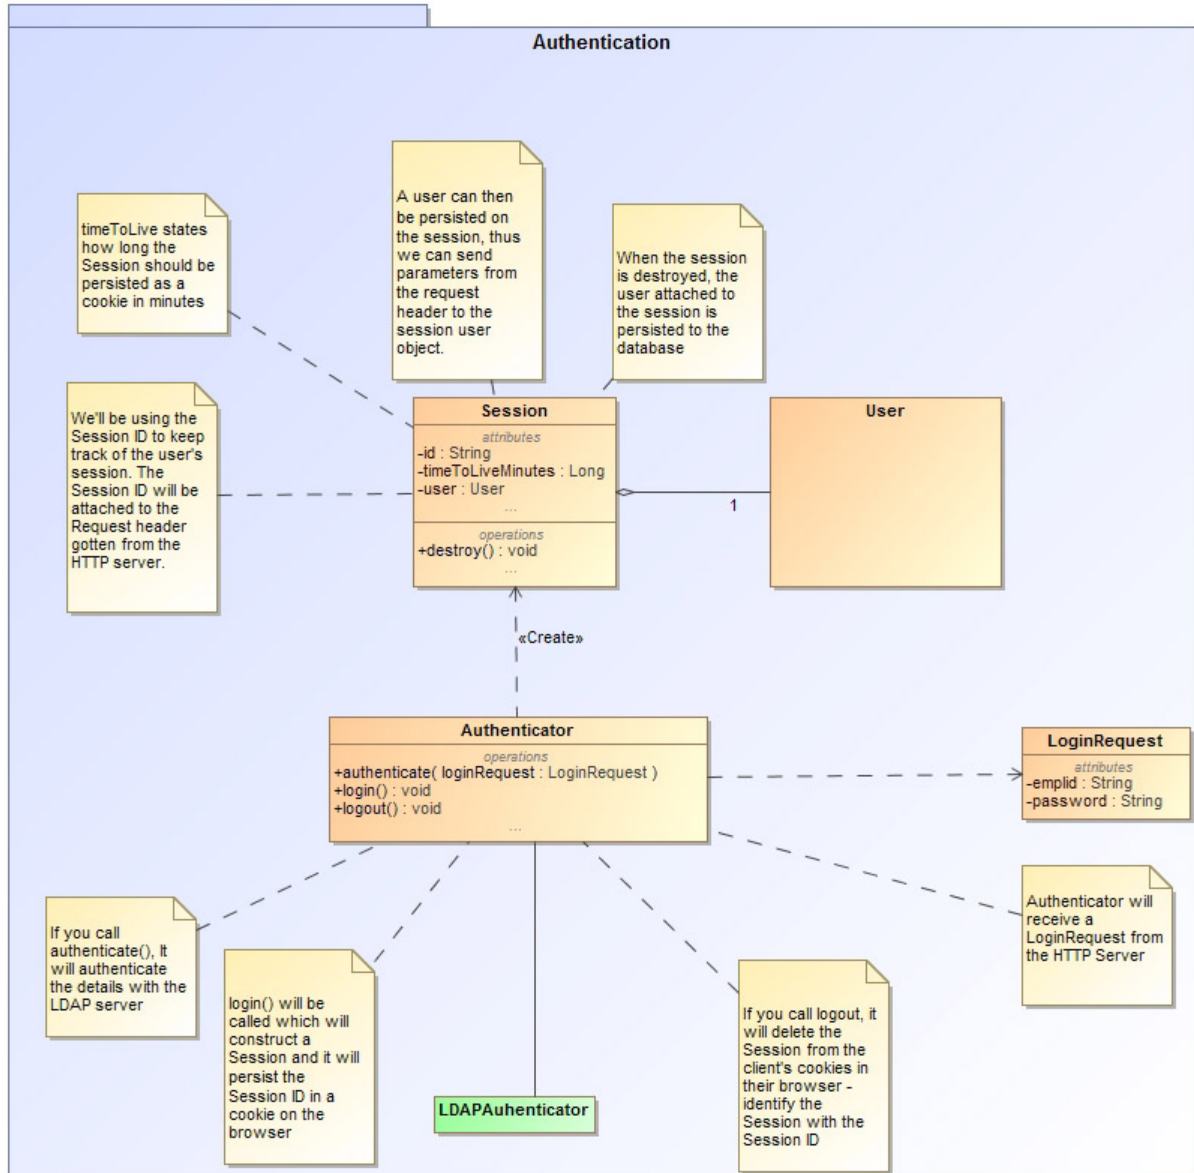 Authentication
timeToLive states
how long the
Session should be
persisted as a
cookie in minutes
A user can then
be persisted on
the session, thus
we can send
parameters from
the request
header to the
session user
object.
When the session
is destroyed, the
user attached to
the session is
persisted to the
database
We'll be using the
Session ID to keep
track of the user's
session. The
Session ID will be
attached to the
Request header
gotten from the
HTTP server.
Session
attributes
-id : String
-timeToLiveMinutes : Long
-user : User
...
operations
+destroy() : void
...
User
1
«Create»
Authenticator
operations
+authenticate( loginRequest : LoginRequest )
+login() : void
+logout() : void
...
LoginRequest
attributes
-emplid : String
-password : String
If you call
authenticate(), It
will authenticate
the details with the
LDAP server
login() will be
called which will
construct a
Session and it will
persist the
Session ID in a
cookie on the
browser
LDAPAuhenticator
If you call logout, it
will delete the
Session from the
client's cookies in
their browser -
identify the
Session with the
Session ID
Authenticator will
receive a
LoginRequest from
the HTTP Server